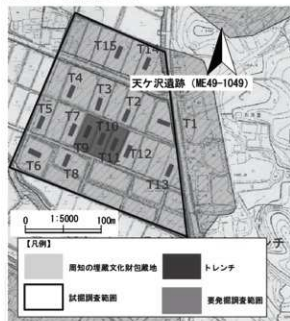 T15
T14
天ケ沢遺跡（ME49-1049）
T4
T3
T2
T1
T5
T7
T10
T9
T11
T12
T6
T8
T13
0 1:5000 100m
【凡例】
周知の埋蔵文化財包蔵地
トレンチ
試掘調査範囲
要発掘調査範囲